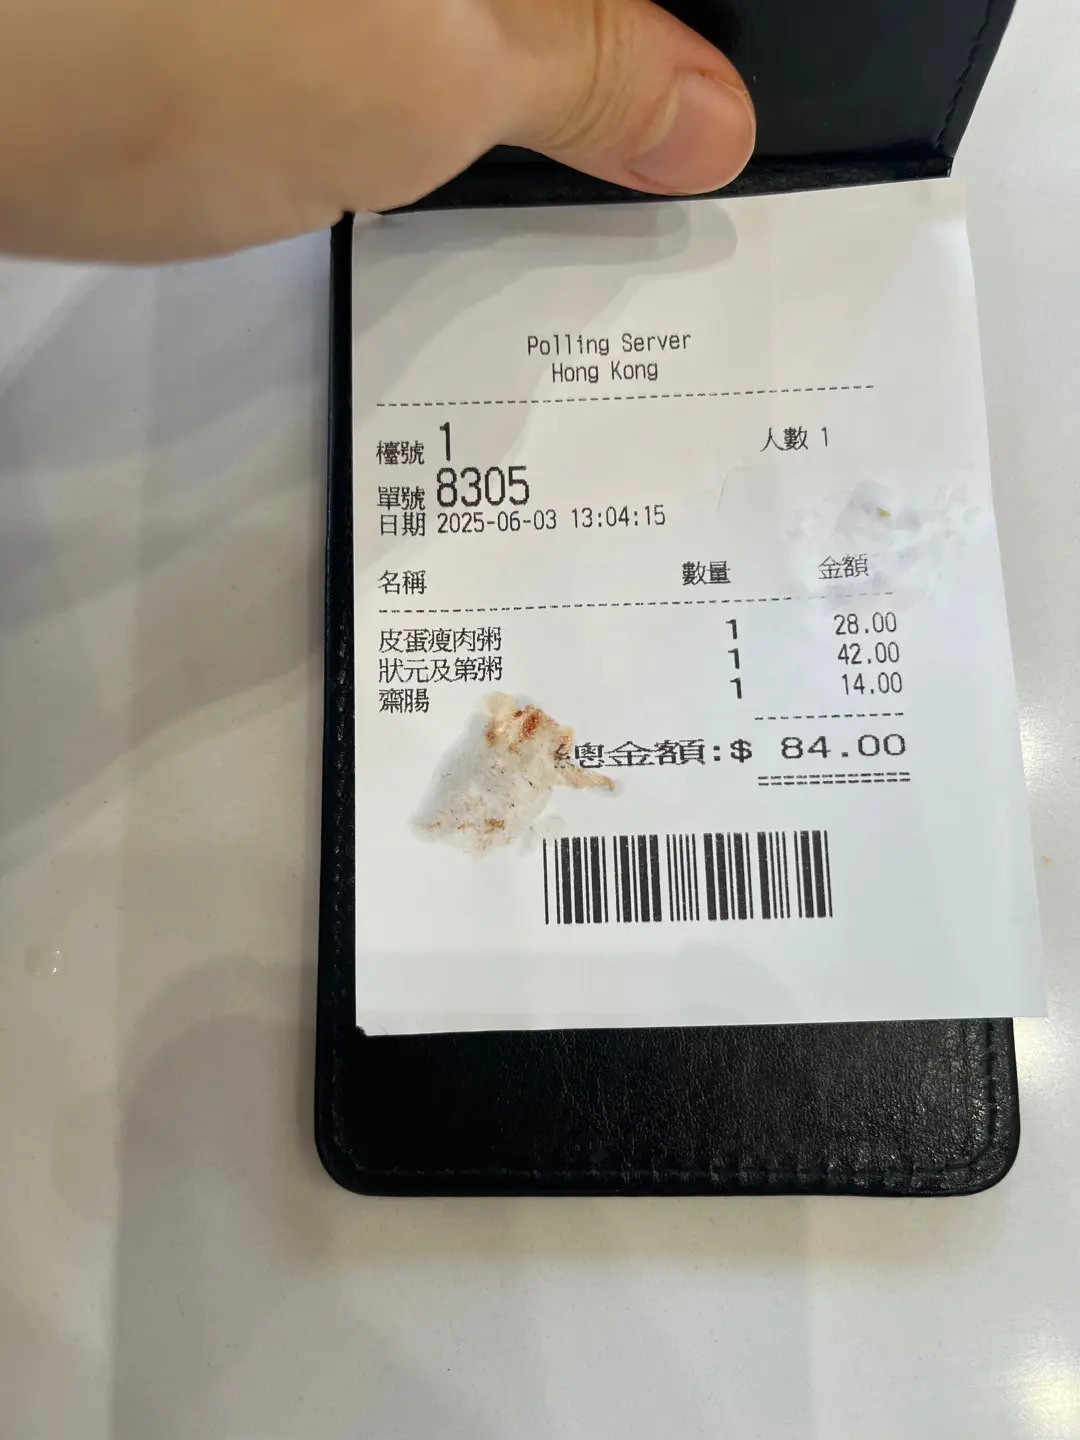 Polling Server
Hong Kong
檯號 1 人數 1
單號 8305
日期 2025-06-03 13:04:15
名稱 數量 金額
皮蛋瘦肉粥 1 28.00
狀元及第粥 1 42.00
齋腸 1 14.00
總金額:$ 84.00